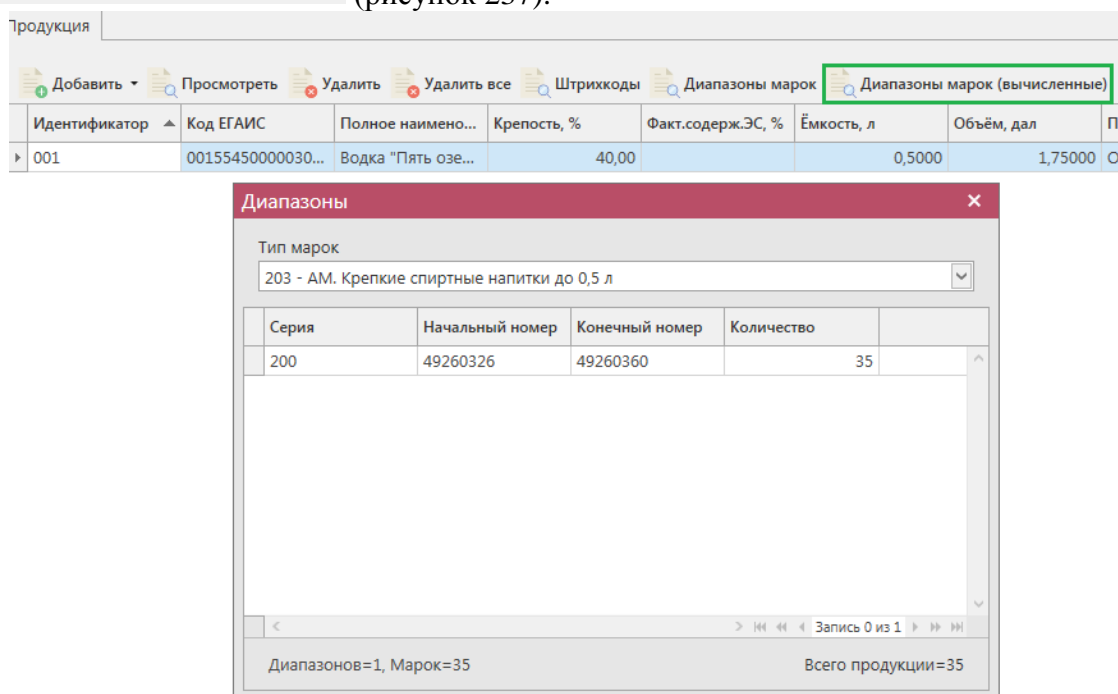 (рисунок 237).
Продукция
Добавить Просмотреть Удалить Удалить все Штрихкоды Диапазоны марок Диапазоны марок (вычисленные)
Идентификатор Код ЕГАИС Полное наимено... Крепость, % Факт.содерж.ЭС, % Ёмкость, л Объём, дал П
001 00155450000030... Водка "Пять озе... 40,00 0,5000 1,75000 О
Диапазоны
Тип марок
203 - АМ. Крепкие спиртные напитки до 0,5 л
Серия Начальный номер Конечный номер Количество
200 49260326 49260360 35
Запись 0 из 1
Диапазонов=1, Марок=35 Всего продукции=35